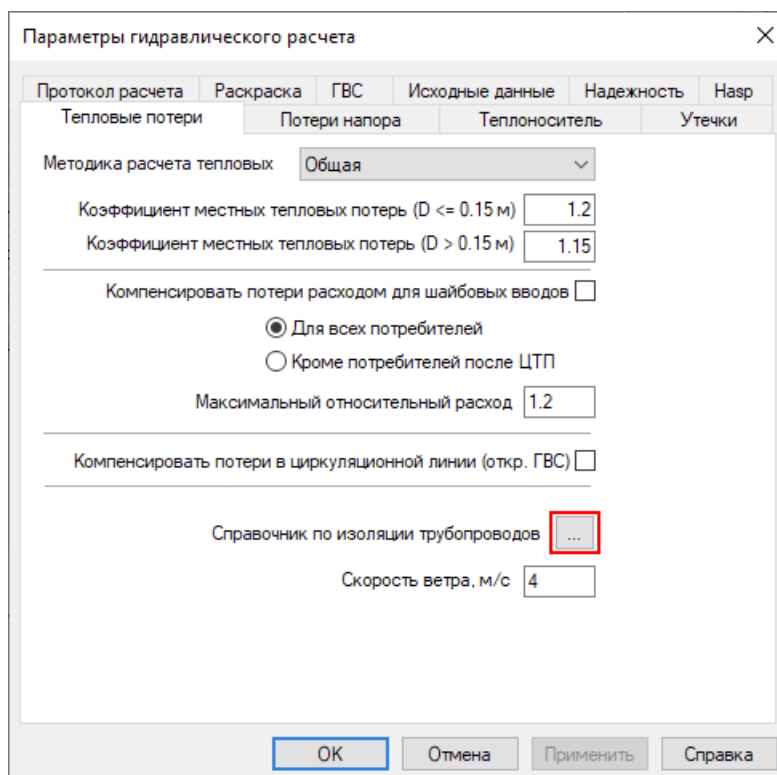 Параметры гидравлического расчета
Протокол расчета Раскраска ГВС Исходные данные Надежность Hasp
Тепловые потери Потери напора Теплоноситель Утечки
Методика расчета тепловых Общая
Коэффициент местных тепловых потерь (D <= 0.15 м) 1.2
Коэффициент местных тепловых потерь (D > 0.15 м) 1.15
Компенсировать потери расходом для шайбовых вводов
Для всех потребителей
Кроме потребителей после ЦТП
Максимальный относительный расход 1.2
Компенсировать потери в циркуляционной линии (откр. ГВС)
Справочник по изоляции трубопроводов ...
Скорость ветра, м/с 4
OK Отмена Применить Справка